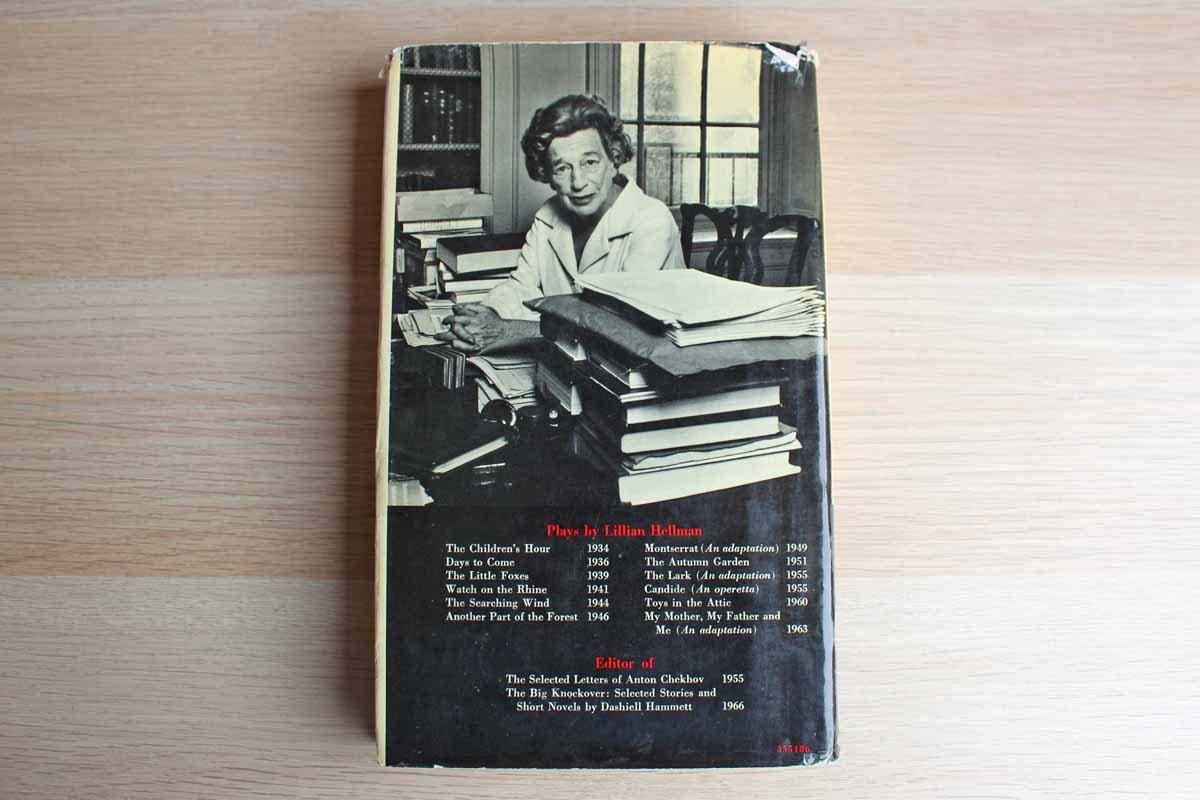 Plays by Lillian Hellman
The Children's Hour 1934
Days to Come 1936
The Little Foxes 1939
Watch on the Rhine 1941
The Searching Wind 1944
Another Part of the Forest 1946
Montserrat (An adaptation) 1949
The Autumn Garden 1951
The Lark (An adaptation) 1955
Candide (An operetta) 1955
Toys in the Attic 1960
My Mother, My Father and
Me (An adaptation) 1963
Editor of
The Selected Letters of Anton Chekhov 1955
The Big Knockover: Selected Stories and
Short Novels by Dashiell Hammett 1966
355186